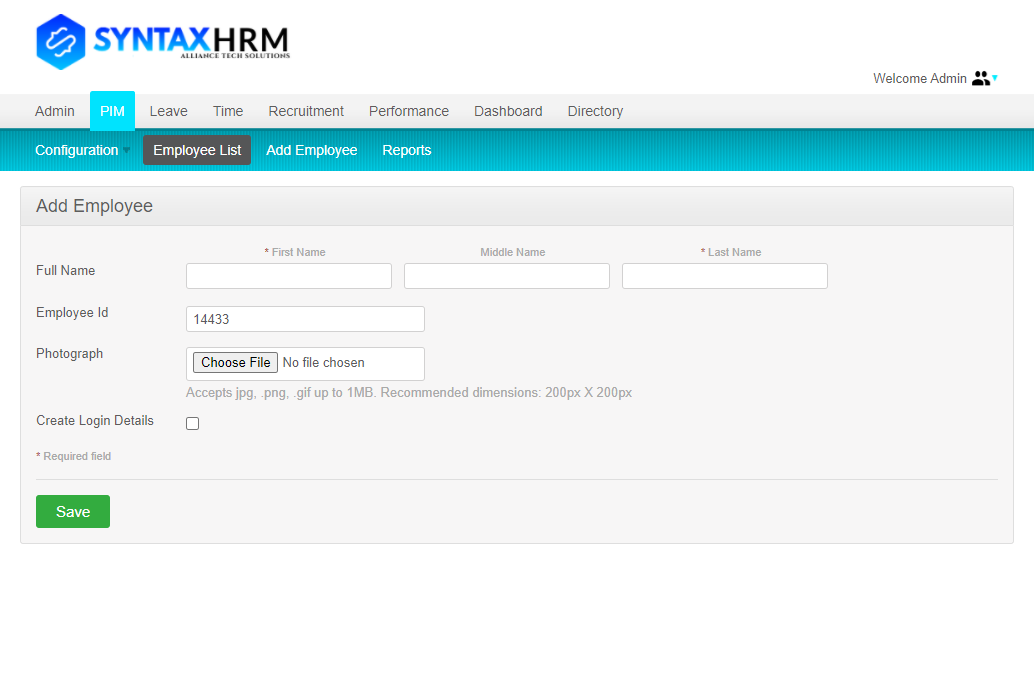 SYNTAXHRM
ALLIANCE TECH SOLUTIONS
Welcome Admin
Admin PIM Leave Time Recruitment Performance Dashboard Directory
Configuration Employee List Add Employee Reports
Add Employee
* First Name Middle Name * Last Name
Full Name
Employee Id 14433
Photograph Choose File No file chosen
Accepts jpg, .png, .gif up to 1MB. Recommended dimensions: 200px X 200px
Create Login Details
* Required field
Save